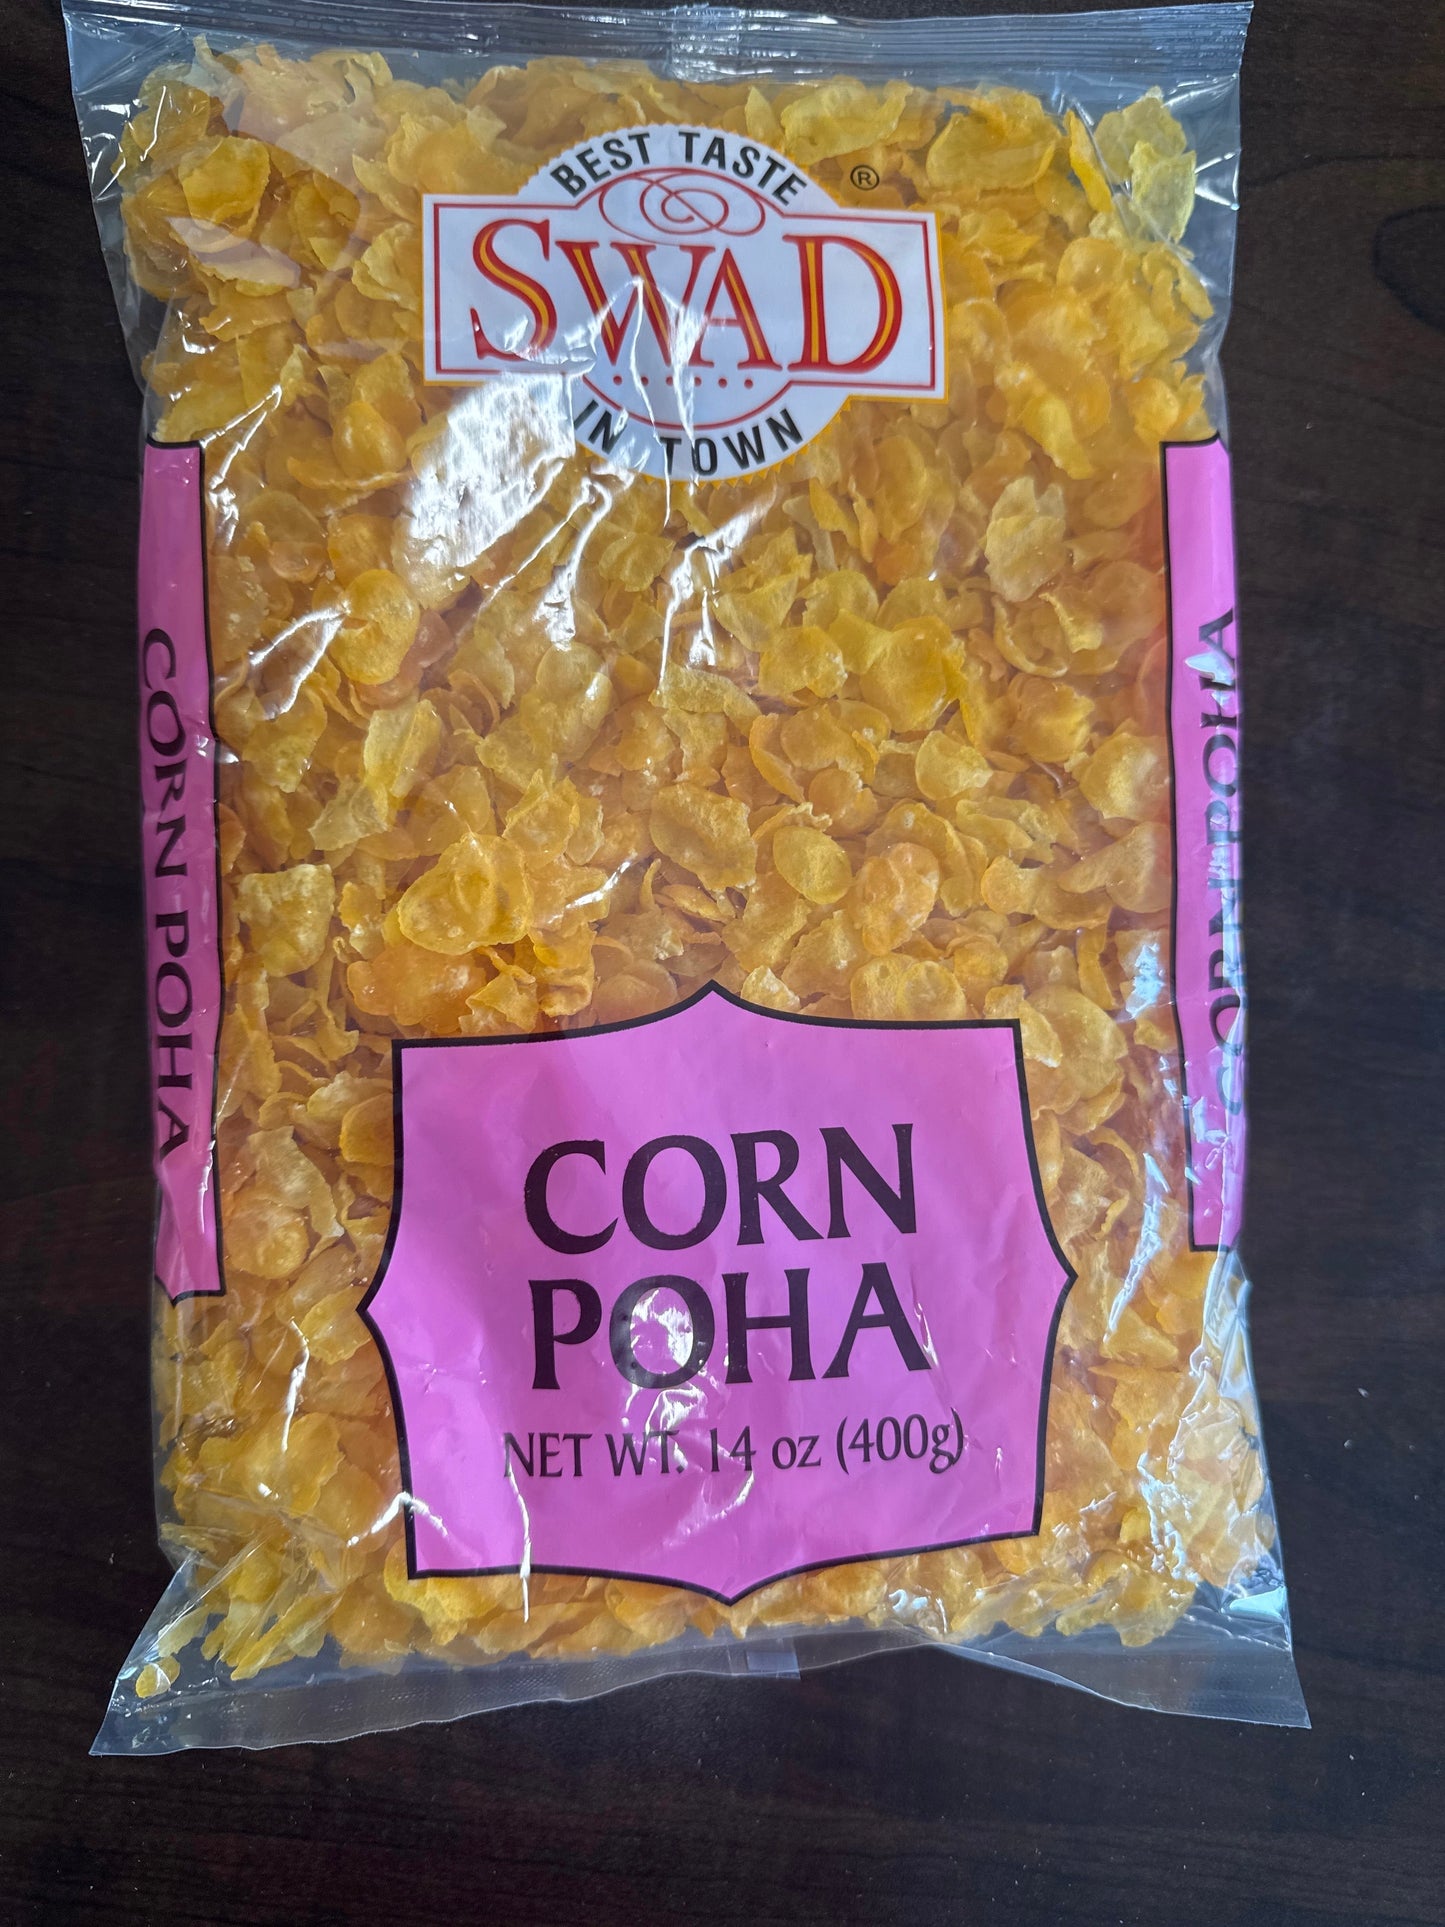 BEST TASTE
®
SWAD
IN TOWN
CORN POHA
CORN POHA
CORN
POHA
NET WT. 14 oz (400g)